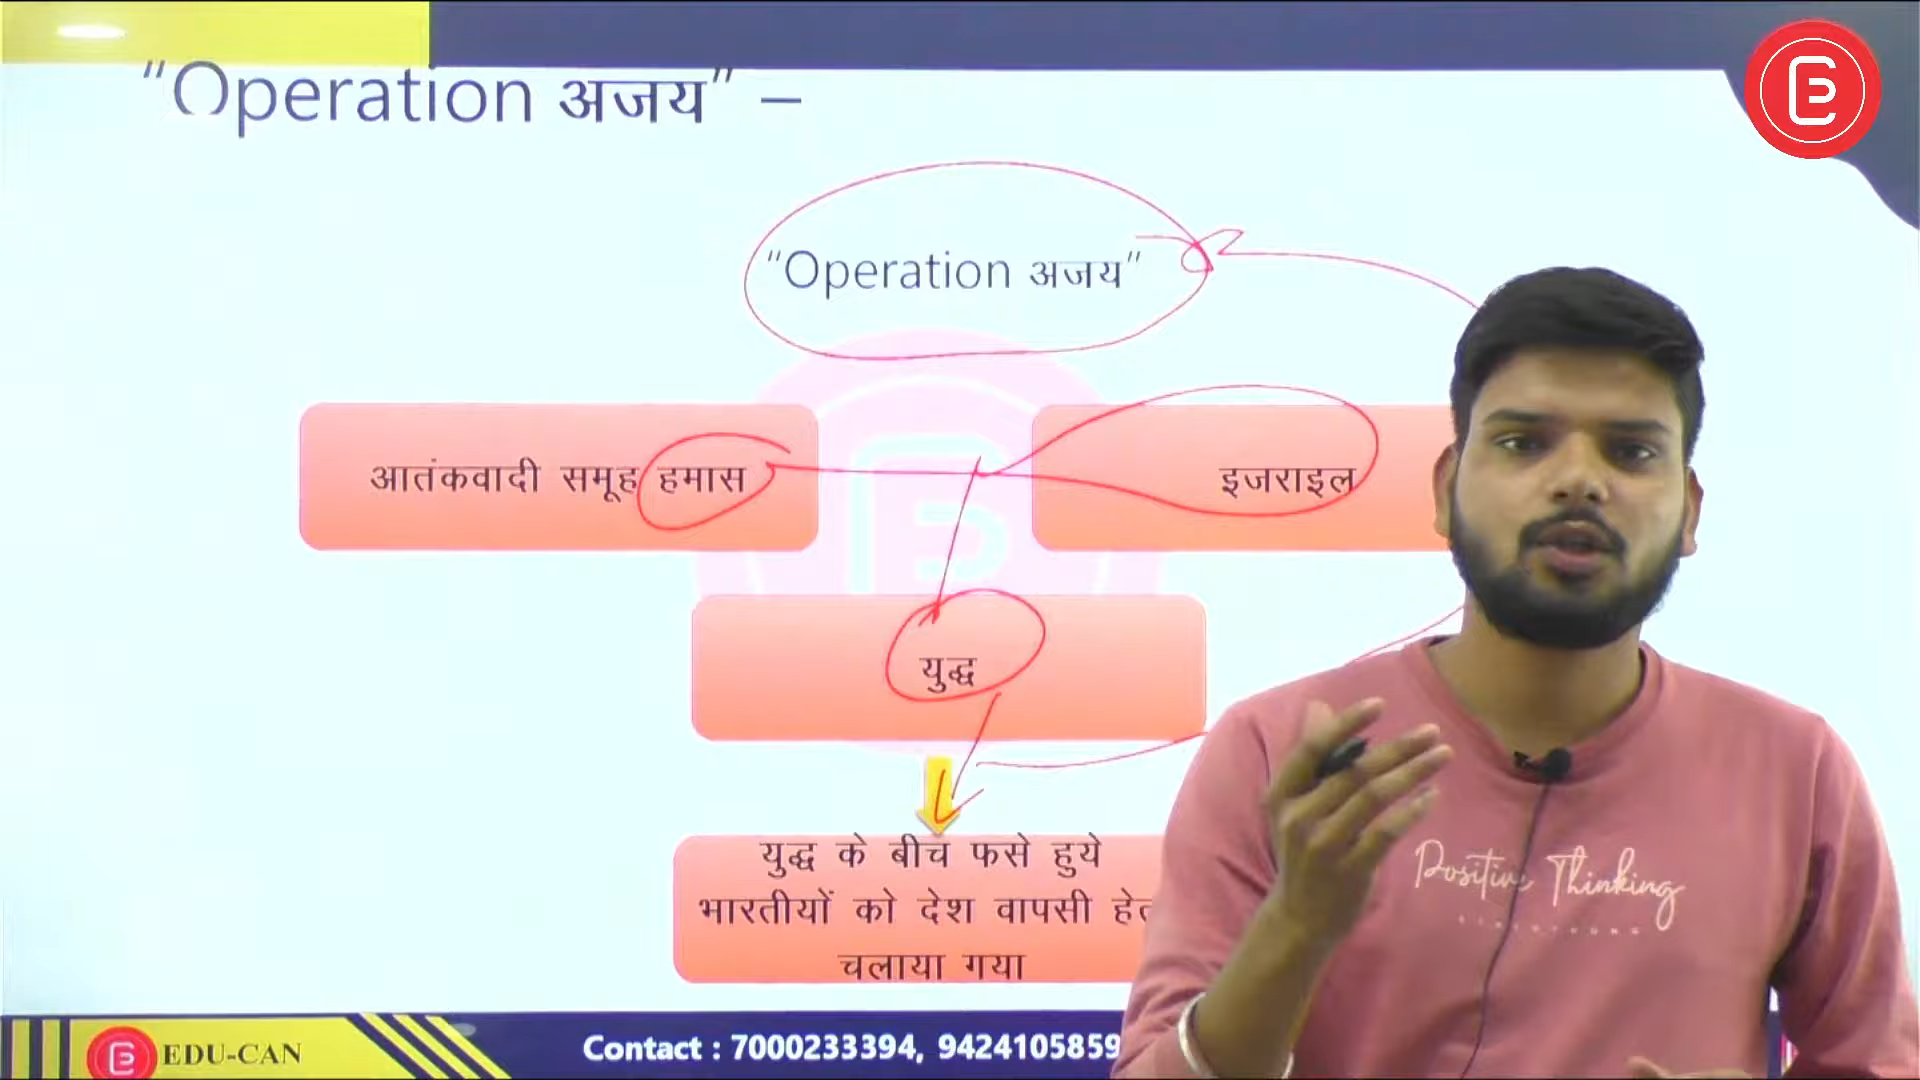 “Operation अजय” –
“Operation अजय”
आतंकवादी समूह हमास
इजराइल
युद्ध
युद्ध के बीच फसे हुये
भारतीयों को देश वापसी
चलाया गया
Positive Thinking
EDU-CAN
Contact : 7000233394, 9424105859